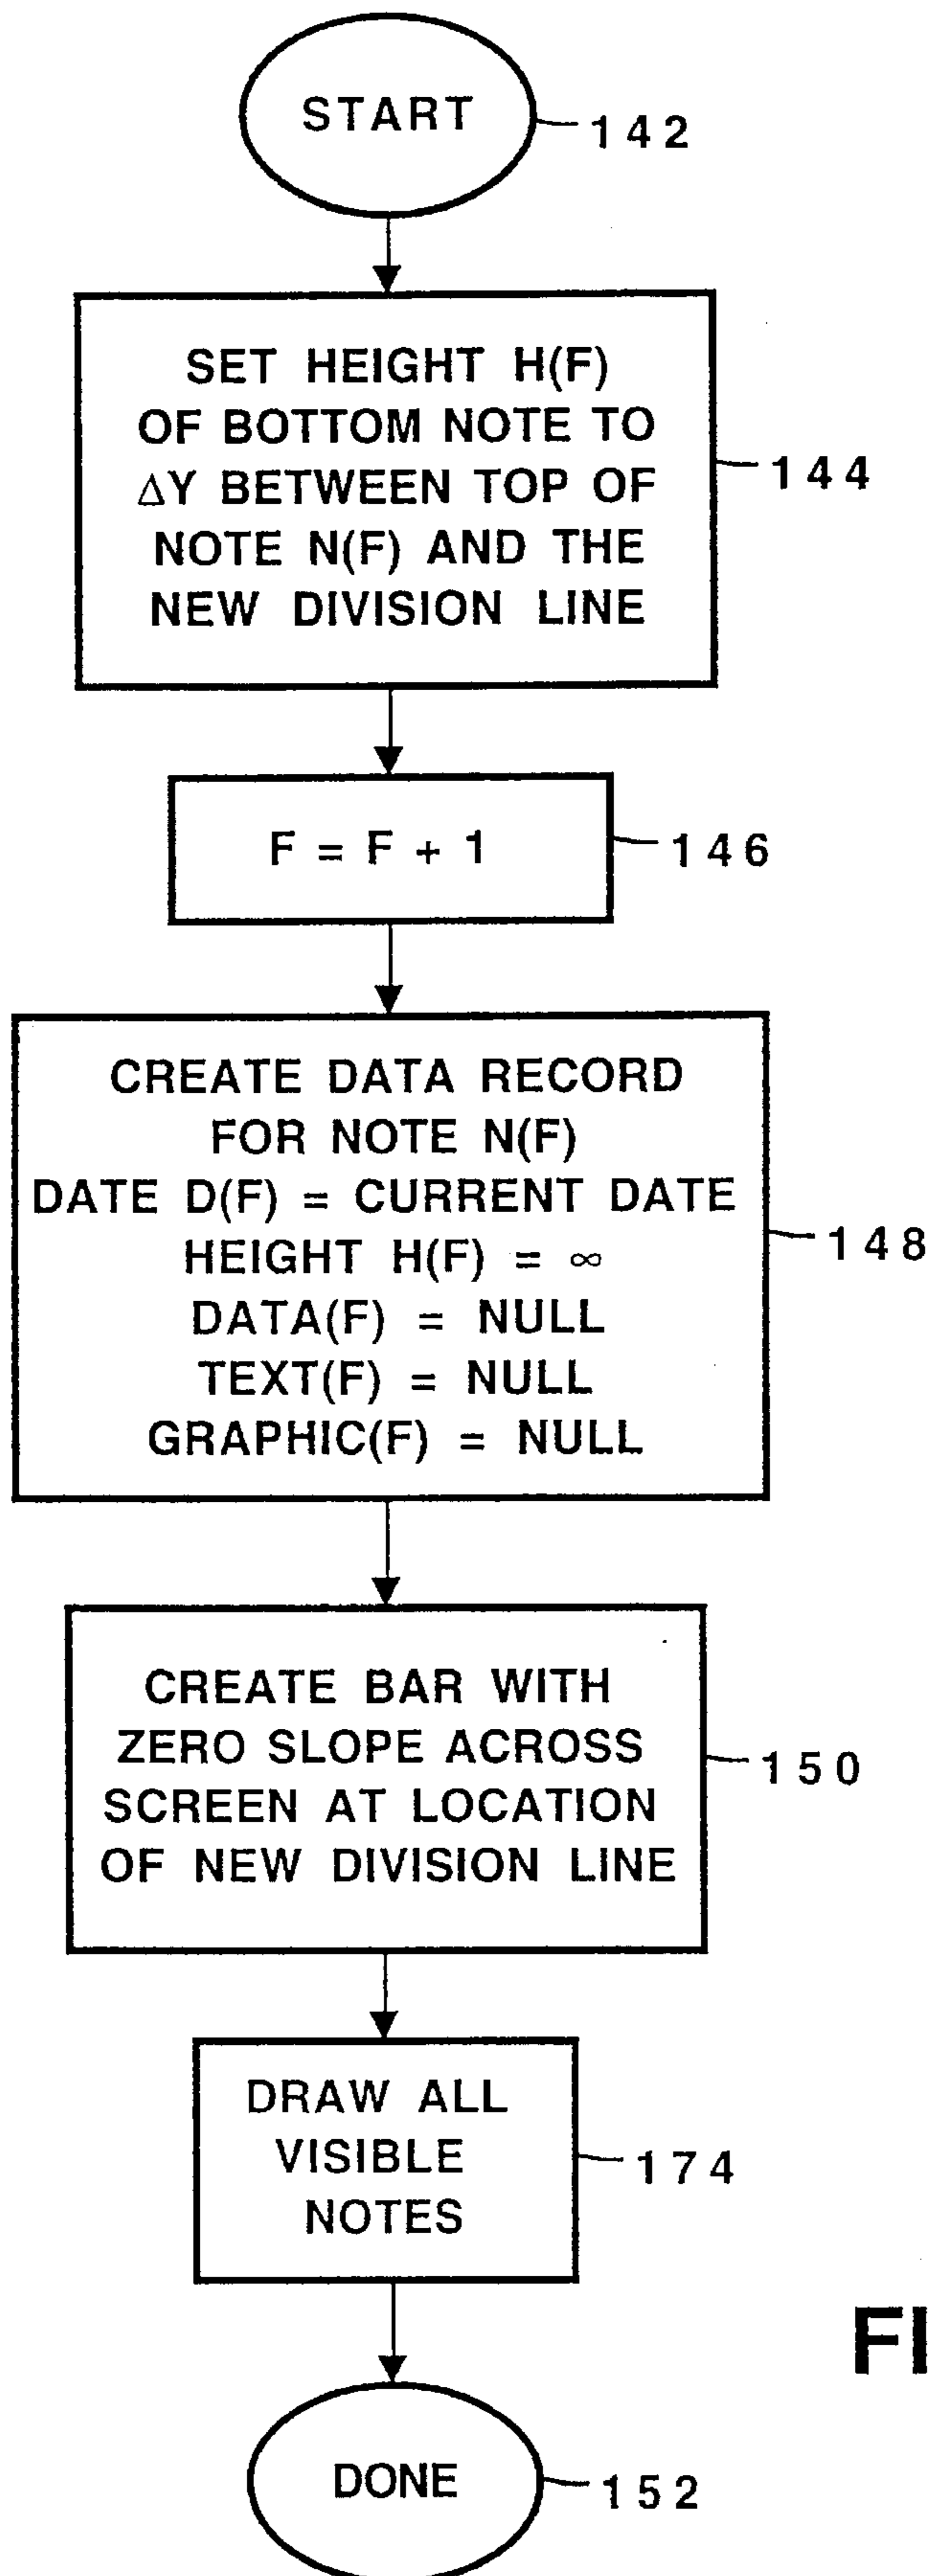 START
142
SET HEIGHT H(F)
OF BOTTOM NOTE TO
ΔY BETWEEN TOP OF
NOTE N(F) AND THE
NEW DIVISION LINE
144
F = F + 1
146
CREATE DATA RECORD
FOR NOTE N(F)
DATE D(F) = CURRENT DATE
HEIGHT H(F) = ∞
DATA(F) = NULL
TEXT(F) = NULL
GRAPHIC(F) = NULL
148
CREATE BAR WITH
ZERO SLOPE ACROSS
SCREEN AT LOCATION
OF NEW DIVISION LINE
150
DRAW ALL
VISIBLE
NOTES
174
FI
DONE
152